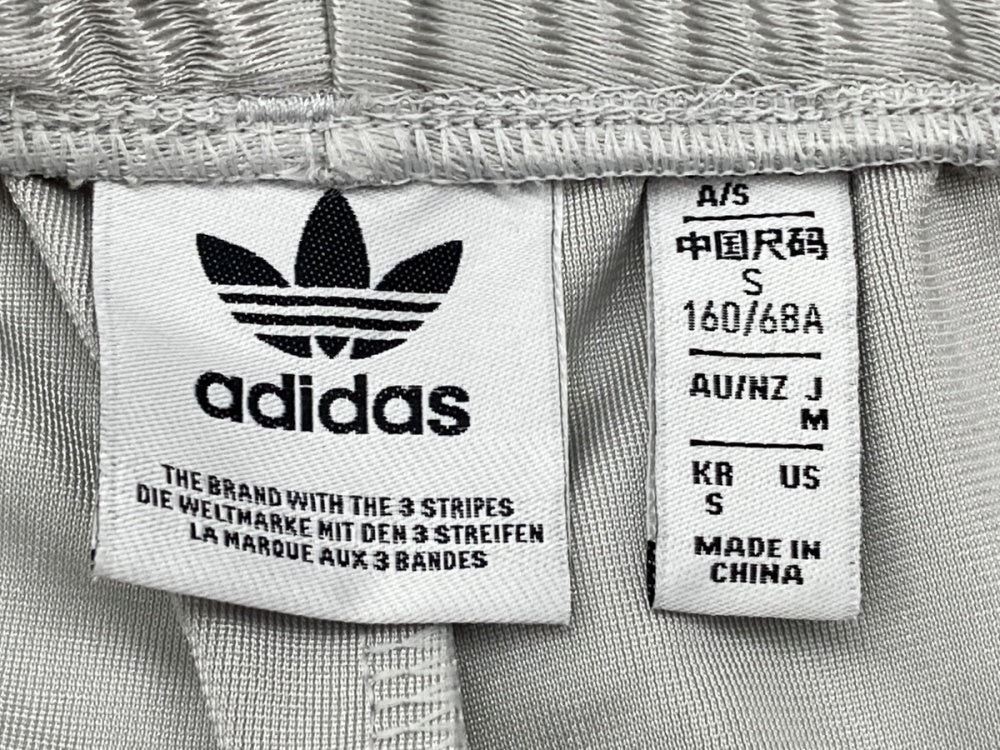 adidas
THE BRAND WITH THE 3 STRIPES
DIE WELTMARKE MIT DEN 3 STREIFEN
LA MARQUE AUX 3 BANDES
A/S
中国尺码
S
160/68A
AU/NZ J
M
KR US
S
MADE IN
CHINA